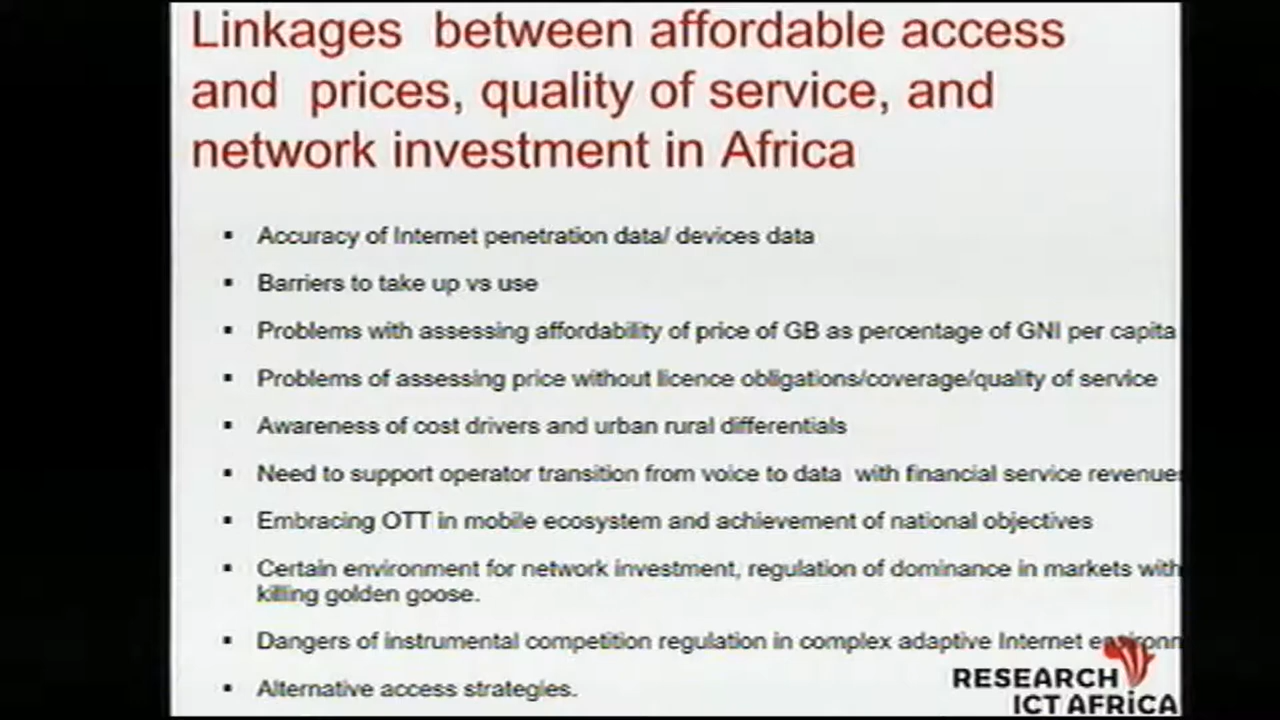 Linkages between affordable access
and prices, quality of service, and
network investment in Africa
▪ Accuracy of Internet penetration data/ devices data
▪ Barriers to take up vs use
▪ Problems with assessing affordability of price of GB as percentage of GNI per capita
▪ Problems of assessing price without licence obligations/coverage/quality of service
▪ Awareness of cost drivers and urban rural differentials
▪ Need to support operator transition from voice to data with financial service revenues
▪ Embracing OTT in mobile ecosystem and achievement of national objectives
▪ Certain environment for network investment, regulation of dominance in markets with
killing golden goose.
▪ Dangers of instrumental competition regulation in complex adaptive Internet
▪ Alternative access strategies.
RESEARCH
ICT AFRICA